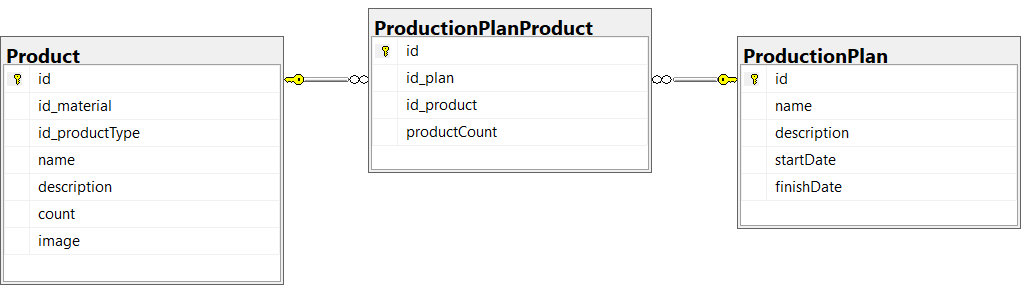 Product
id
id_material
id_productType
name
description
count
image
ProductionPlanProduct
id
id_plan
id_product
productCount
ProductionPlan
id
name
description
startDate
finishDate